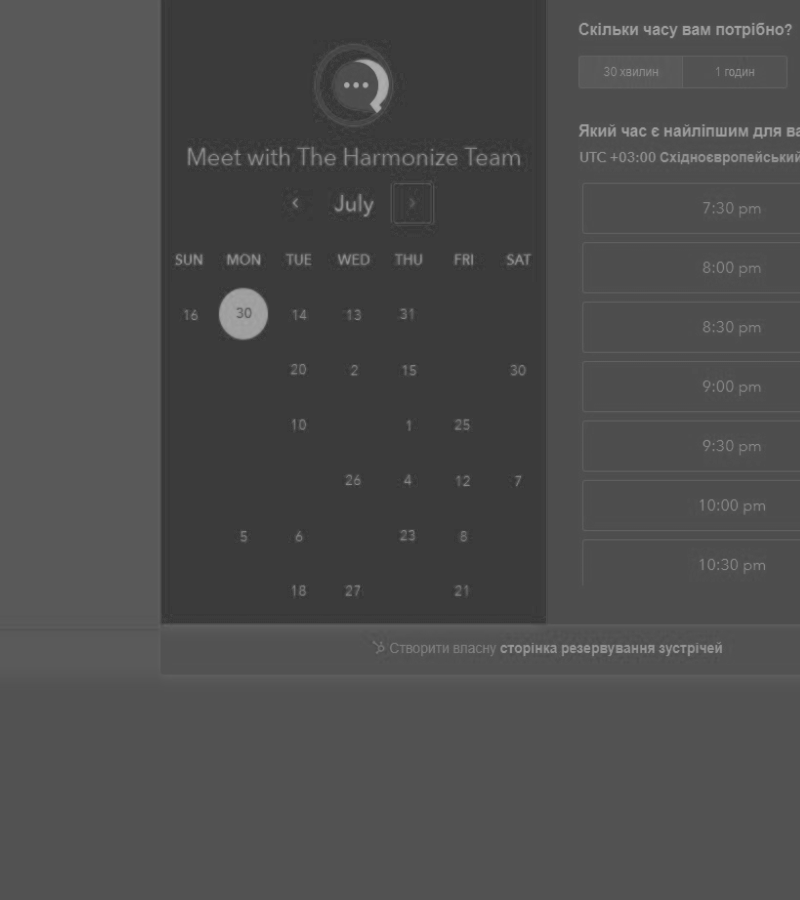 Meet with The Harmonize Team
July
SUN MON TUE WED THU FRI SAT
16 30 14 13 31
20 2 15 30
10 1 25
26 4 12 7
5 6 23 8
18 27 21
Скільки часу вам потрібно?
30 хвилин 1 годин
Який час є найліпшим для ва
UTC +03:00 Східноєвропейський
7:30 pm
8:00 pm
8:30 pm
9:00 pm
9:30 pm
10:00 pm
10:30 pm
Створити власну сторінка резервування зустрічей